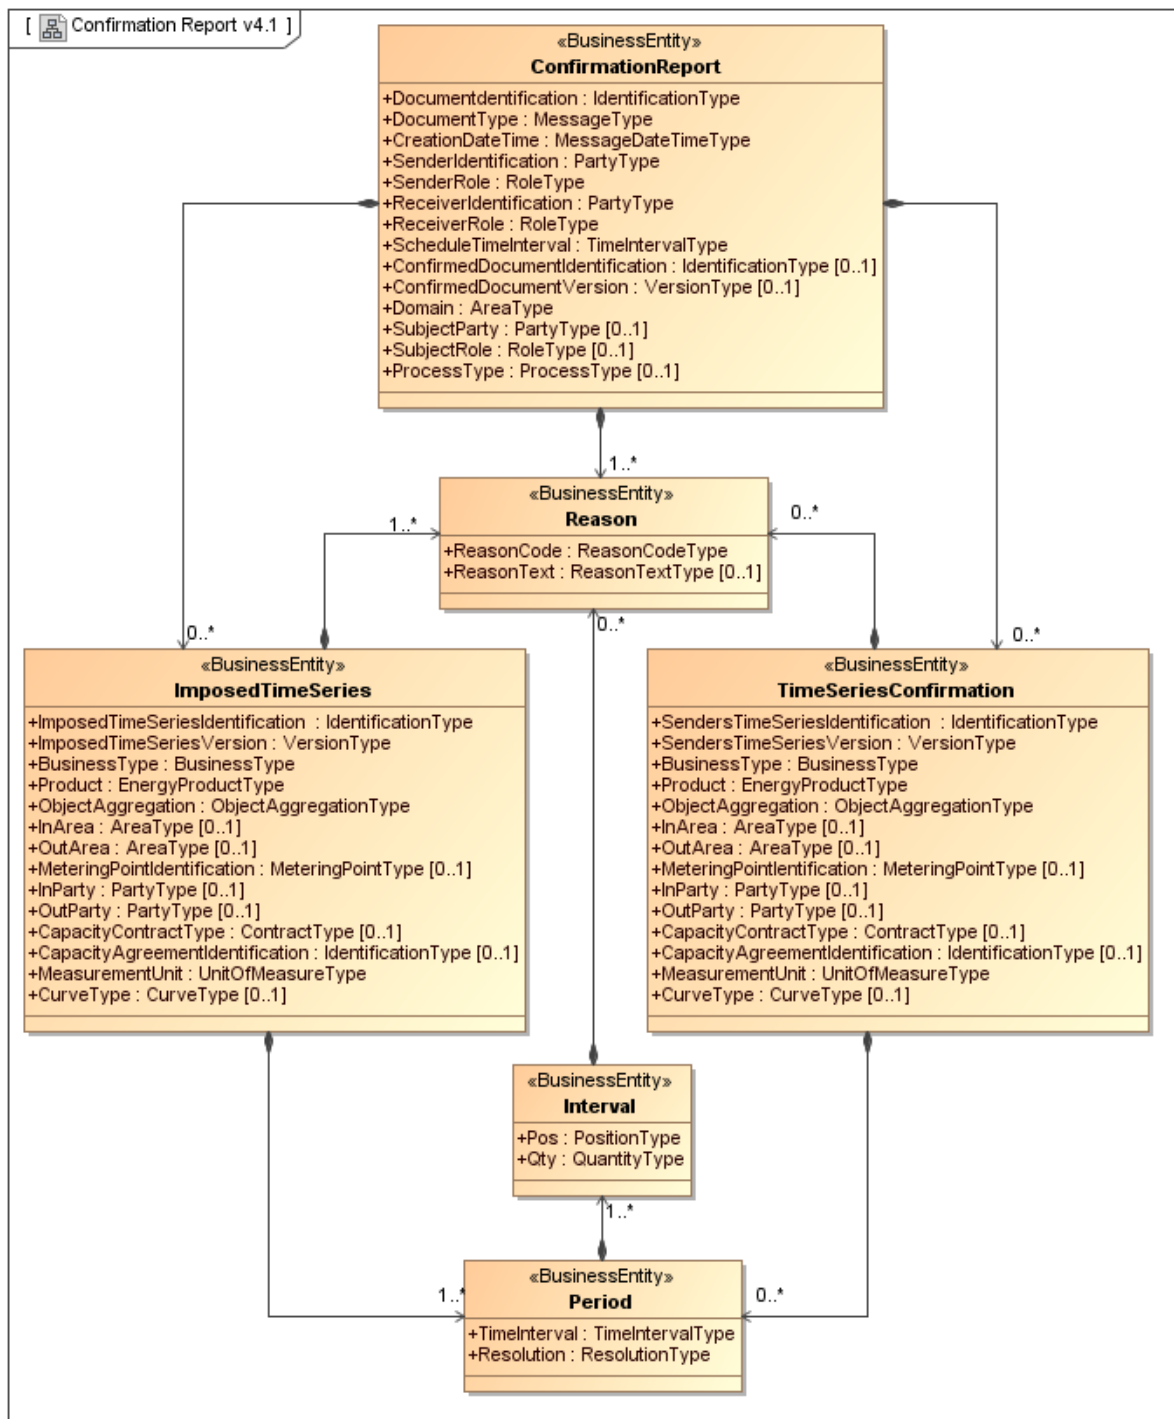 [ Confirmation Report v4.1 ]
«BusinessEntity»
ConfirmationReport
+DocumentdIentification : IdentificationType
+DocumentType : MessageType
+CreationDateTime : MessageDateTimeType
+SenderIdentification : PartyType
+SenderRole : RoleType
+ReceiverIdentification : PartyType
+ReceiverRole : RoleType
+ScheduleTimeInterval : TimeIntervalType
+ConfirmedDocumentIdentification : IdentificationType [0..1]
+ConfirmedDocumentVersion : VersionType [0..1]
+Domain : AreaType
+SubjectParty : PartyType [0..1]
+SubjectRole : RoleType [0..1]
+ProcessType : ProcessType [0..1]
1..*
«BusinessEntity»
Reason
+ReasonCode : ReasonCodeType
+ReasonText : ReasonTextType [0..1]
1..*
0..*
0..*
0..*
0..*
«BusinessEntity»
ImposedTimeSeries
+ImposedTimeSeriesIdentification : IdentificationType
+ImposedTimeSeriesVersion : VersionType
+BusinessType : BusinessType
+Product : EnergyProductType
+ObjectAggregation : ObjectAggregationType
+InArea : AreaType [0..1]
+OutArea : AreaType [0..1]
+MeteringPointIdentification : MeteringPointType [0..1]
+InParty : PartyType [0..1]
+OutParty : PartyType [0..1]
+CapacityContractType : ContractType [0..1]
+CapacityAgreementIdentification : IdentificationType [0..1]
+MeasurementUnit : UnitOfMeasureType
+CurveType : CurveType [0..1]
«BusinessEntity»
TimeSeriesConfirmation
+SendersTimeSeriesIdentification : IdentificationType
+SendersTimeSeriesVersion : VersionType
+BusinessType : BusinessType
+Product : EnergyProductType
+ObjectAggregation : ObjectAggregationType
+InArea : AreaType [0..1]
+OutArea : AreaType [0..1]
+MeteringPointIentification : MeteringPointType [0..1]
+InParty : PartyType [0..1]
+OutParty : PartyType [0..1]
+CapacityContractType : ContractType [0..1]
+CapacityAgreementIdentification : IdentificationType [0..1]
+MeasurementUnit : UnitOfMeasureType
+CurveType : CurveType [0..1]
«BusinessEntity»
Interval
+Pos : PositionType
+Qty : QuantityType
1..*
«BusinessEntity»
Period
+TimeInterval : TimeIntervalType
+Resolution : ResolutionType
1..*
0..*